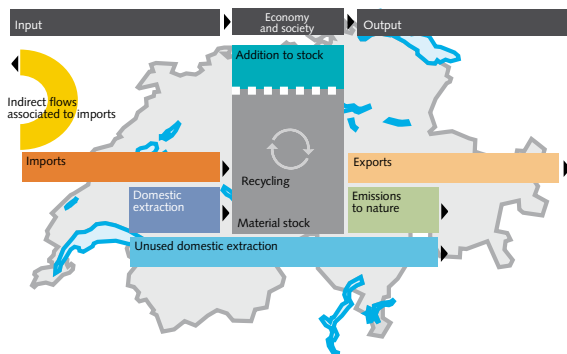 Input
Economy
and society
Output
Addition to stock
Indirect flows
associated to imports
Imports
Exports
Recycling
Domestic
extraction
Emissions
to nature
Material stock
Unused domestic extraction